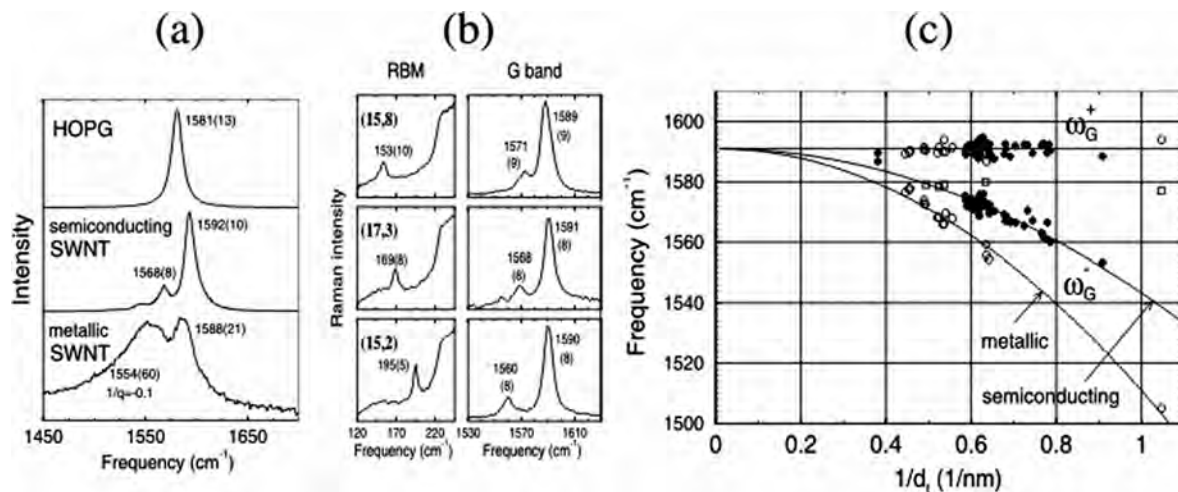 (a)
HOPG
1581(13)
semiconducting
SWNT
1592(10)
1568(8)
metallic
SWNT
1588(21)
1554(60)
1/q=-0.1
Intensity
1450 1550 1650
Frequency (cm⁻¹)
(b)
RBM
G band
Raman intensity
(15,8)
153(10)
1589
(9)
1571
(9)
(17,3)
169(8)
1591
(8)
1568
(8)
(15,2)
195(5)
1590
(8)
1560
(8)
120 170 220
1530 1570 1610
Frequency (cm⁻¹)
(c)
Frequency (cm⁻¹)
1600
1580
1560
1540
1520
1500
ωG+
ωG-
metallic
semiconducting
0 0.2 0.4 0.6 0.8 1
1/dt (1/nm)